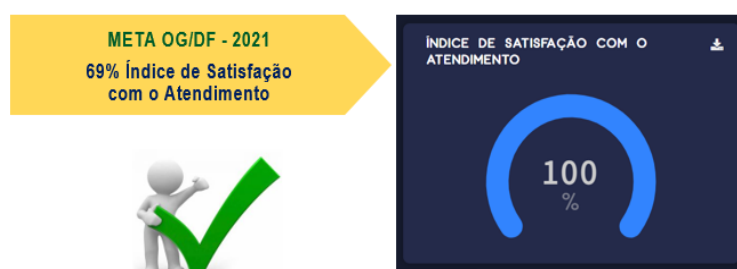 META OG/DF - 2021
69% Índice de Satisfação
com o Atendimento
ÍNDICE DE SATISFAÇÃO COM O
ATENDIMENTO
100
%